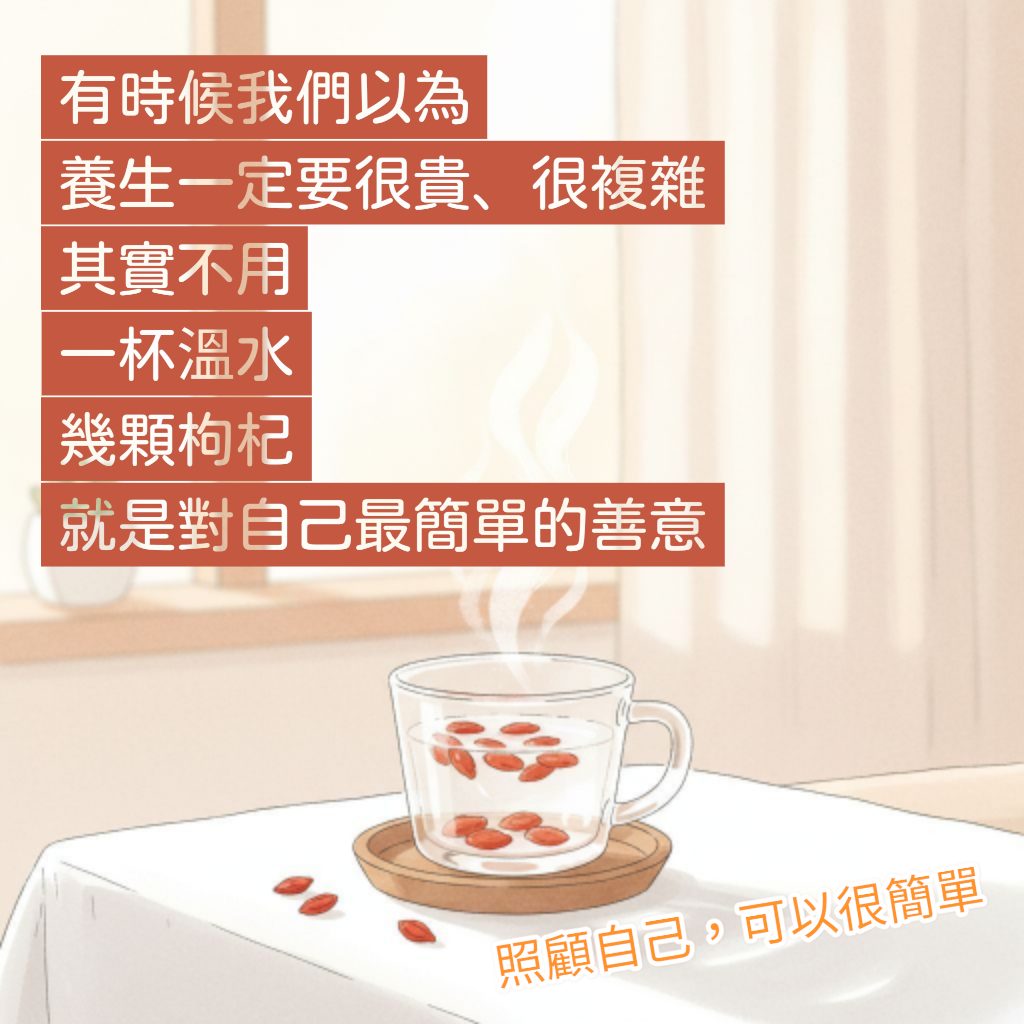 有時候我們以為
養生一定要很貴、很複雜
其實不用
一杯溫水
幾顆枸杞
就是對自己最簡單的善意
照顧自己，可以很簡單